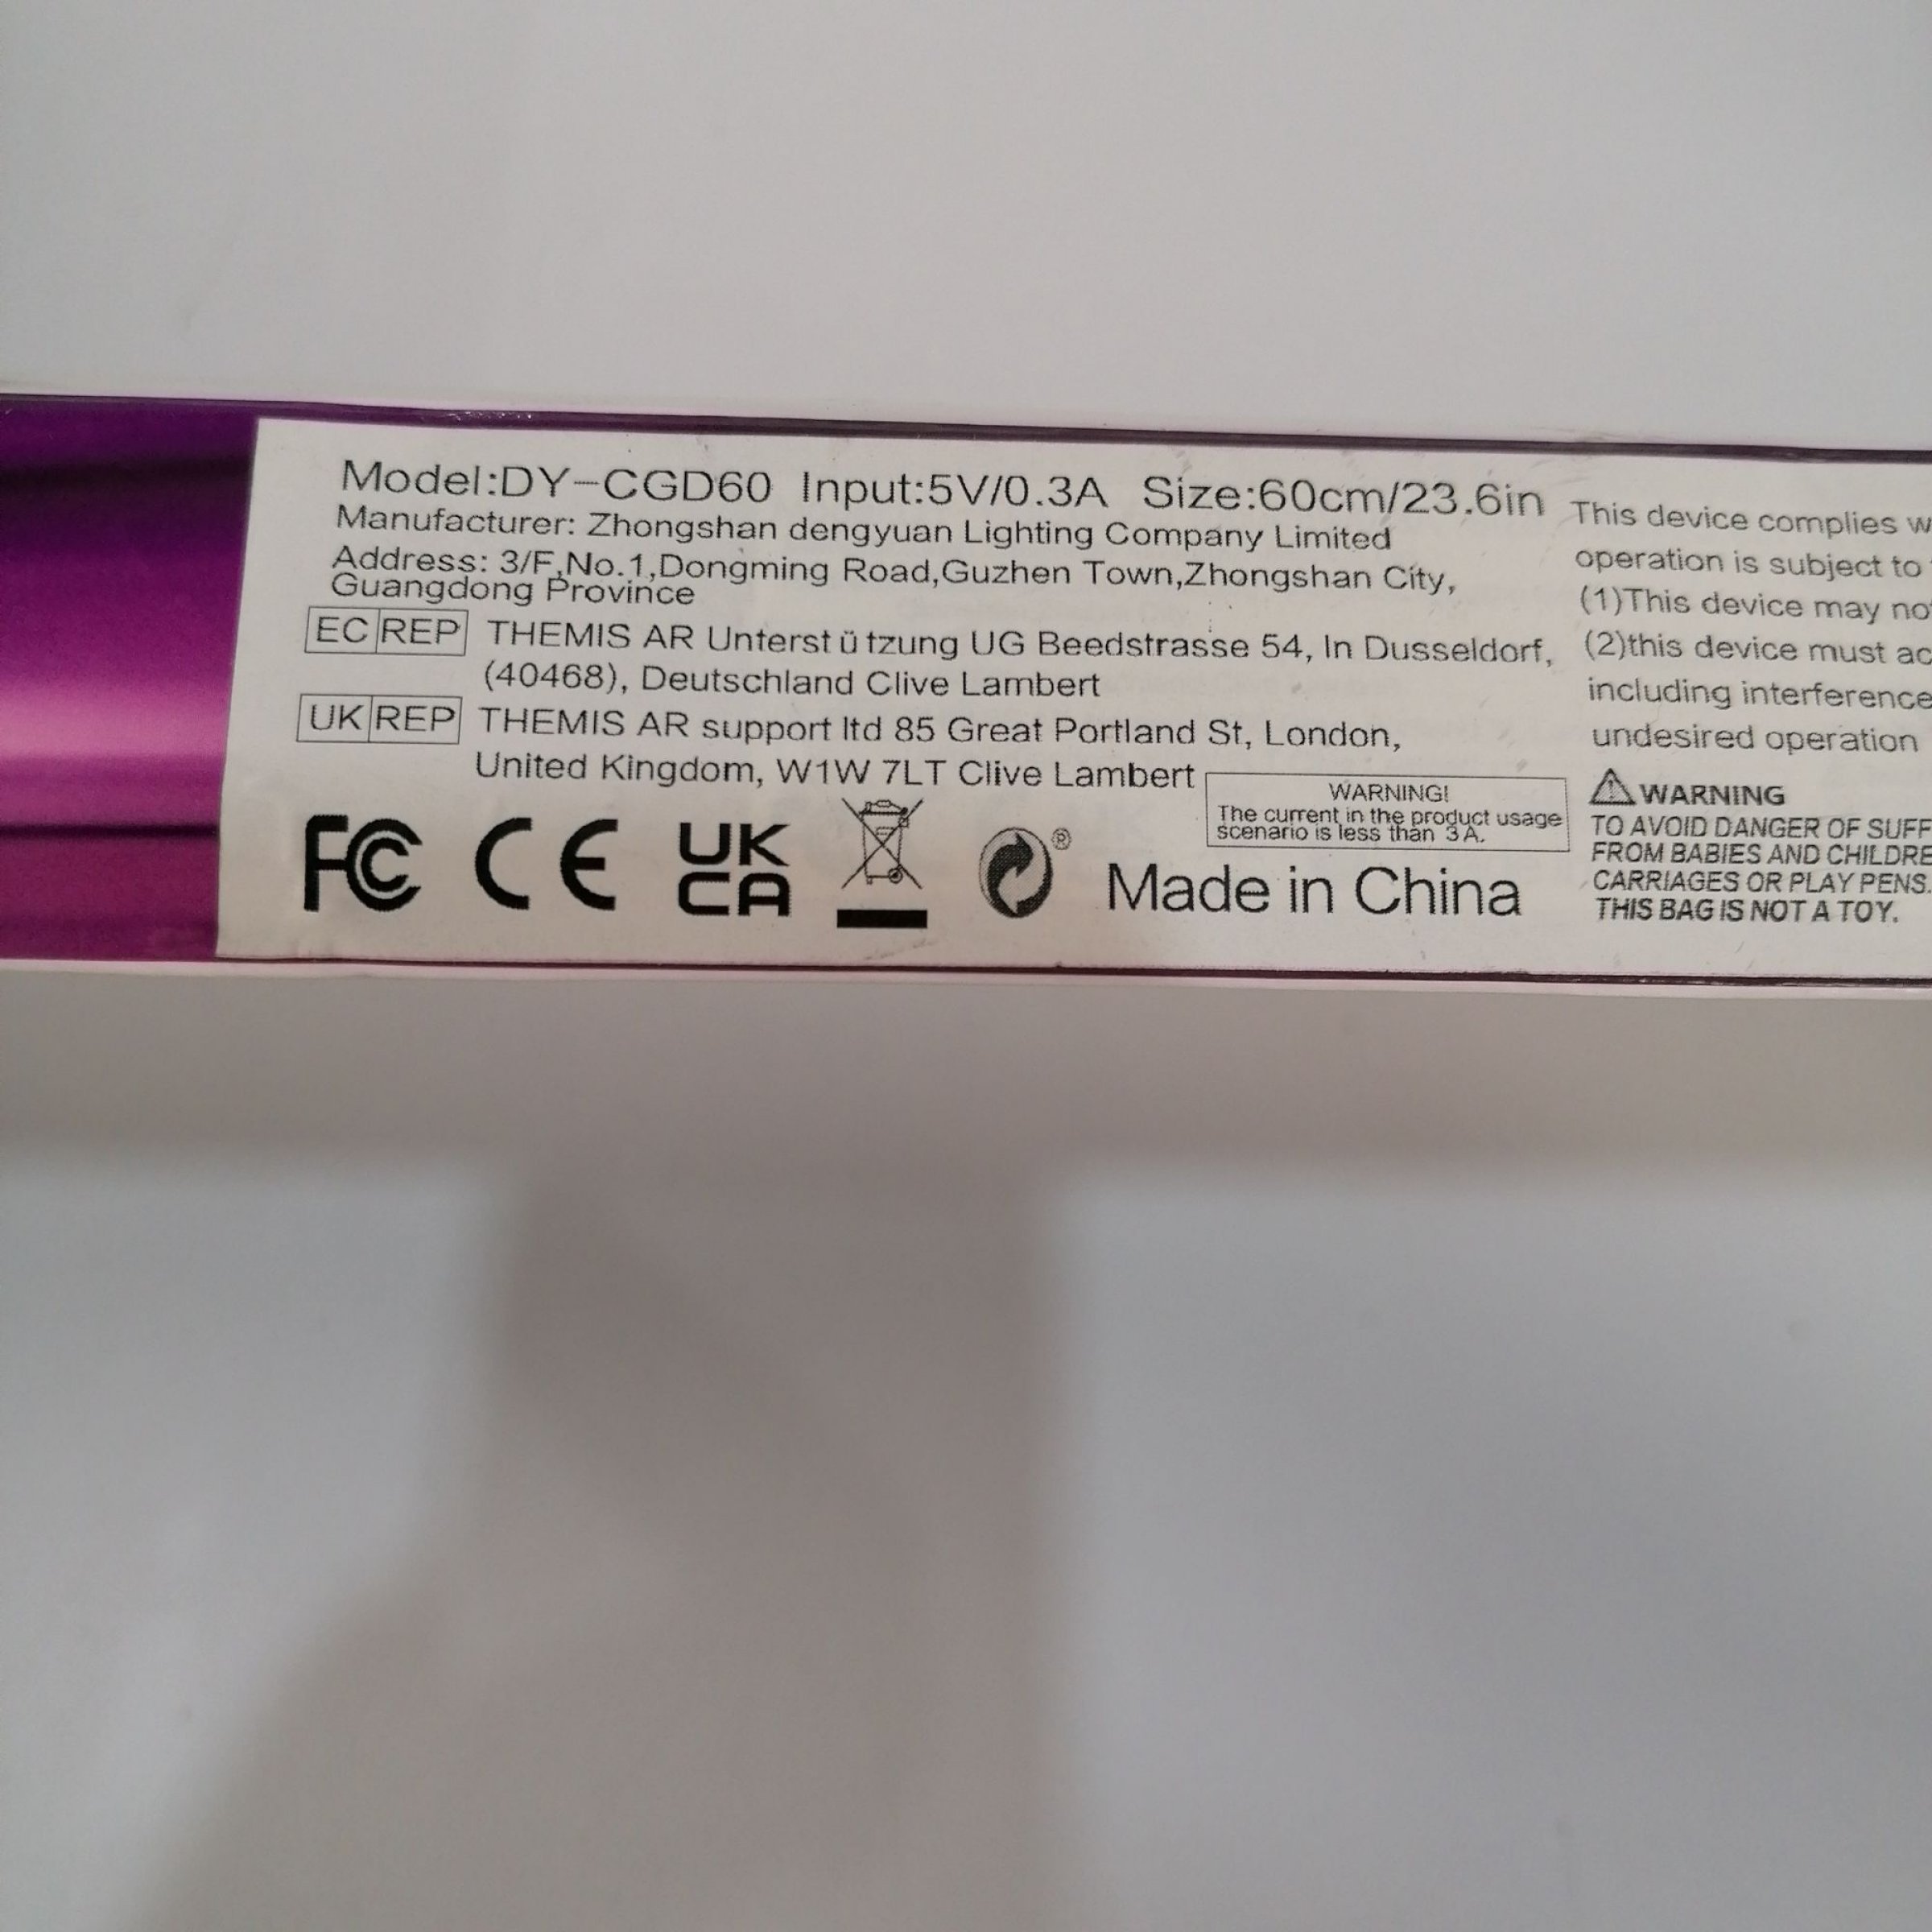 Model:DY-CGD60 Input:5V/0.3A Size:60cm/23.6in
Manufacturer: Zhongshan dengyuan Lighting Company Limited
Address: 3/F,No.1,Dongming Road,Guzhen Town,Zhongshan City,
Guangdong Province
EC REP THEMIS AR Unterst ü tzung UG Beedstrasse 54, In Dusseldorf,
(40468), Deutschland Clive Lambert
UK REP THEMIS AR support ltd 85 Great Portland St, London,
United Kingdom, W1W 7LT Clive Lambert
WARNING!
The current in the product usage
scenario is less than 3A.
FC CE UK
CA
®
Made in China
This device complies
operation is subject to
(1)This device may
(2)this device must
including interference
undesired operation
WARNING
TO AVOID DANGER OF
FROM BABIES AND
CARRIAGES OR PLAY PENS.
THIS BAG IS NOT A TOY.